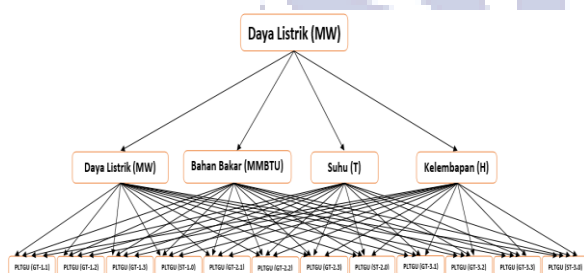 Daya Listrik (MW)
Daya Listrik (MW) Bahan Bakar (MMBTU) Suhu (T) Kelembapan (H)
PLTGU (GT-1.1) PLTGU (GT-1.2) PLTGU (GT-1.3) PLTGU (ST-1.0) PLTGU (GT-2.1) PLTGU (GT-2.2) PLTGU (GT-2.3) PLTGU (ST-2.0) PLTGU (GT-3.1) PLTGU (GT-3.2) PLTGU (GT-3.3) PLTGU (ST-3.